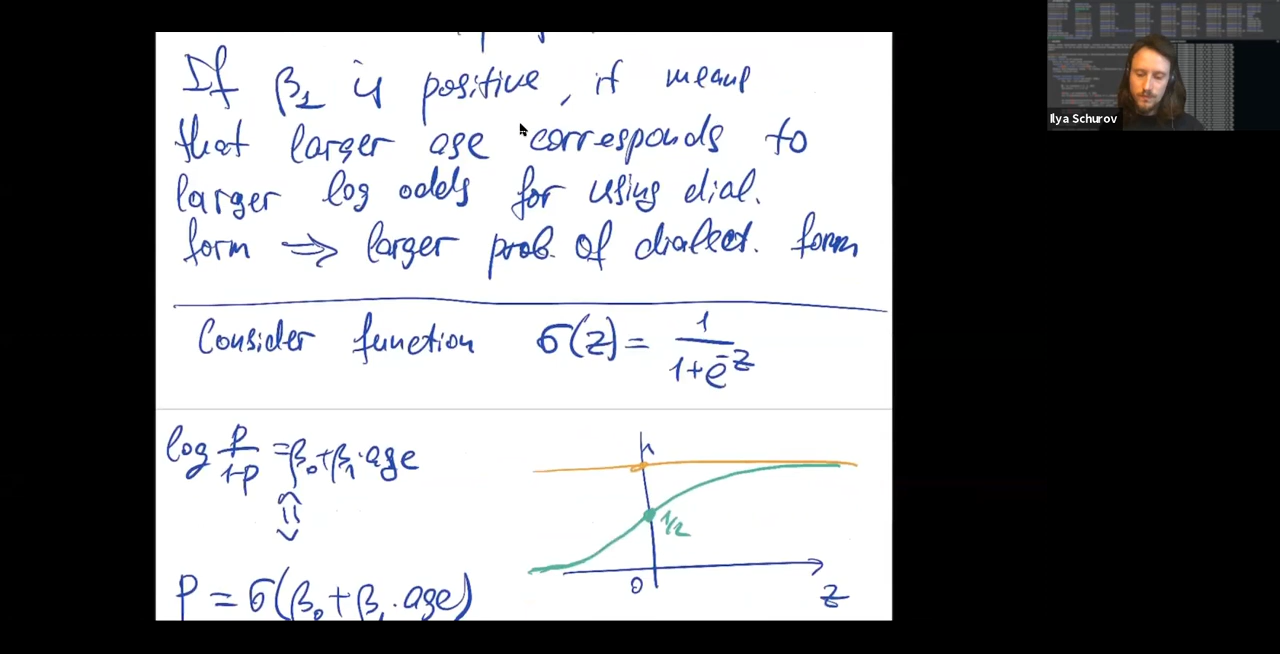 If β₁ is positive, it means
that larger age corresponds to
larger log odds for using dial.
form ⇒ larger prob. of dialect. form
Consider function σ(z) = 1/(1+e^-z)
log p/(1-p) = β₀+β₁·age
⇔
p = σ(β₀+β₁·age)
1/2
0
z
Ilya Schurov